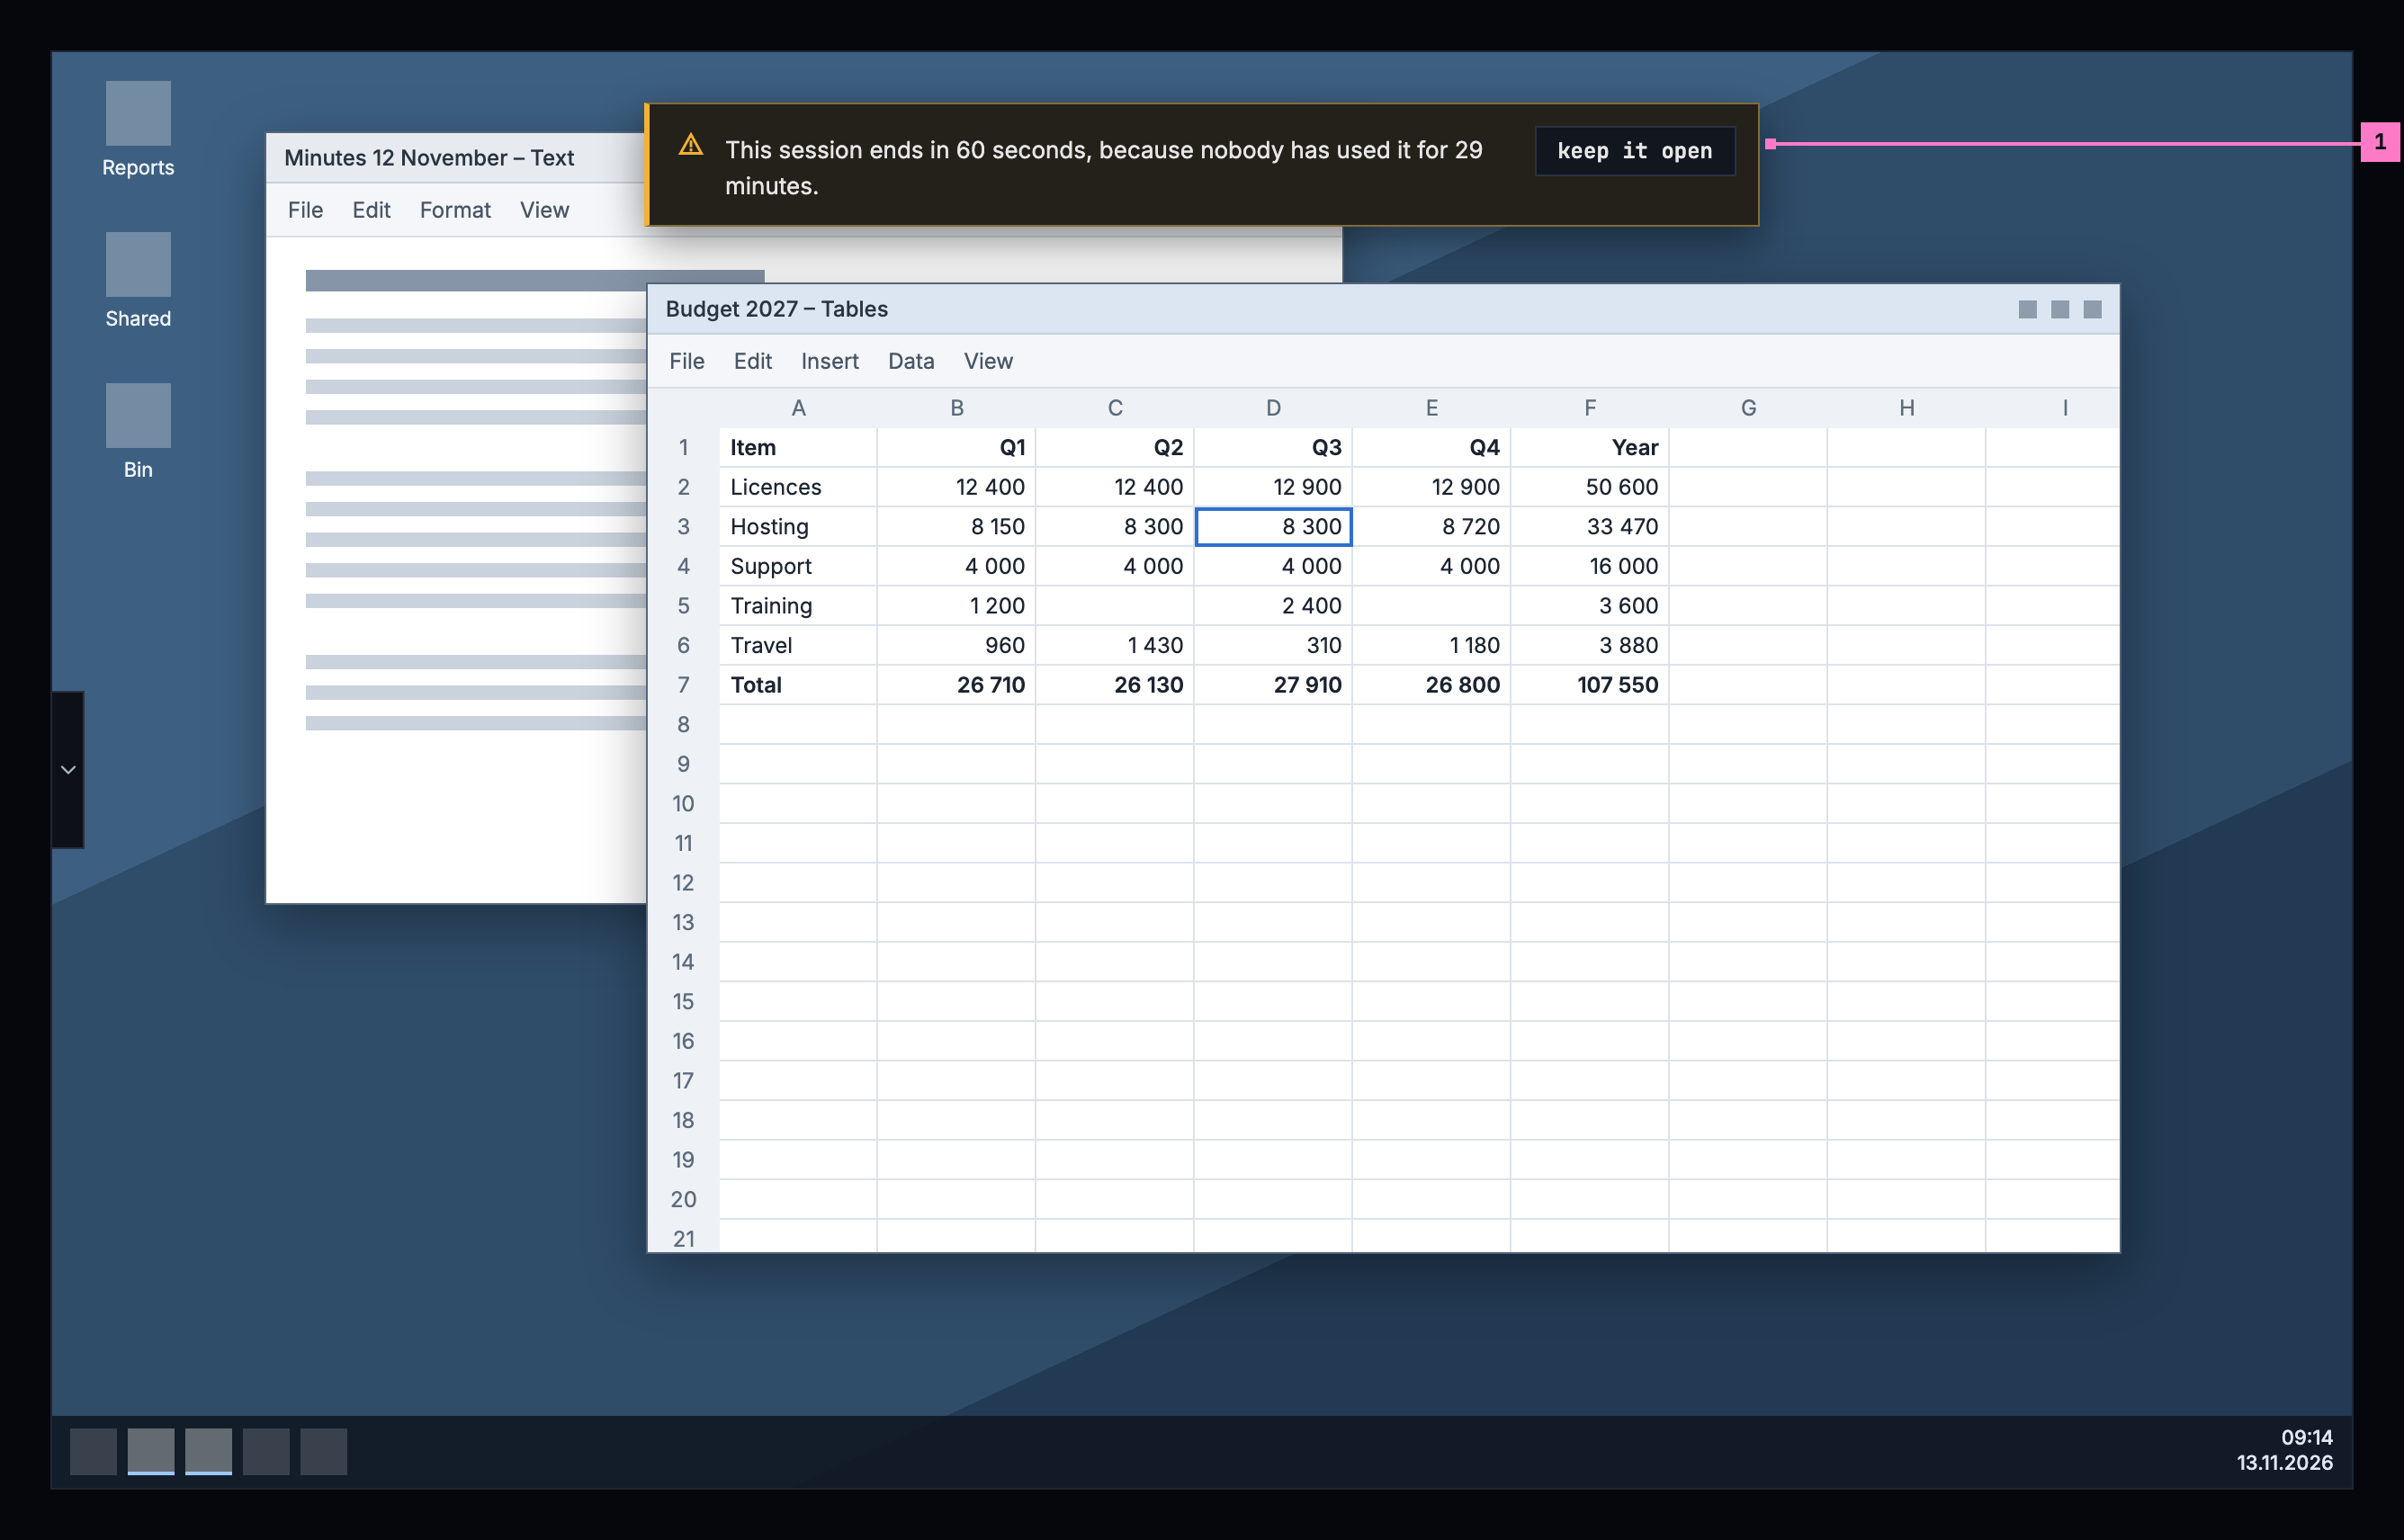 Reports
Shared
Bin
Minutes 12 November – Text
File Edit Format View
This session ends in 60 seconds, because nobody has used it for 29
minutes.
keep it open
1
Budget 2027 – Tables
File Edit Insert Data View
A B C D E F G H I
1 Item Q1 Q2 Q3 Q4 Year
2 Licences 12 400 12 400 12 900 12 900 50 600
3 Hosting 8 150 8 300 8 300 8 720 33 470
4 Support 4 000 4 000 4 000 4 000 16 000
5 Training 1 200 2 400 3 600
6 Travel 960 1 430 310 1 180 3 880
7 Total 26 710 26 130 27 910 26 800 107 550
8
9
10
11
12
13
14
15
16
17
18
19
20
21
09:14
13.11.2026